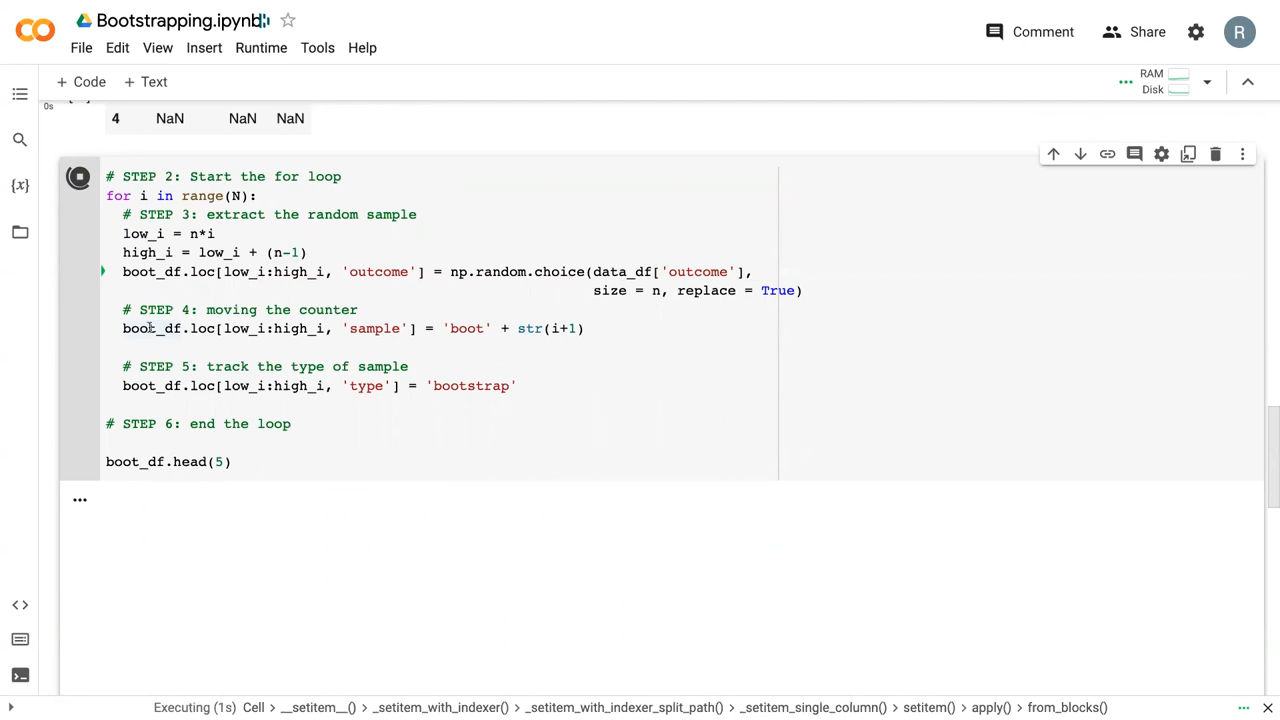 Bootstrapping.ipynb
Comment
Share
R
File Edit View Insert Runtime Tools Help
+ Code + Text
RAM
Disk
0s
4 NaN NaN NaN
# STEP 2: Start the for loop
for i in range(N):
# STEP 3: extract the random sample
low_i = n*i
high_i = low_i + (n-1)
boot_df.loc[low_i:high_i, 'outcome'] = np.random.choice(data_df['outcome'],
size = n, replace = True)
# STEP 4: moving the counter
boot_df.loc[low_i:high_i, 'sample'] = 'boot' + str(i+1)
# STEP 5: track the type of sample
boot_df.loc[low_i:high_i, 'type'] = 'bootstrap'
# STEP 6: end the loop
boot_df.head(5)
...
Executing (1s) Cell > __setitem__() > _setitem_with_indexer() > _setitem_with_indexer_split_path() > _setitem_single_column() > setitem() > apply() > from_blocks()